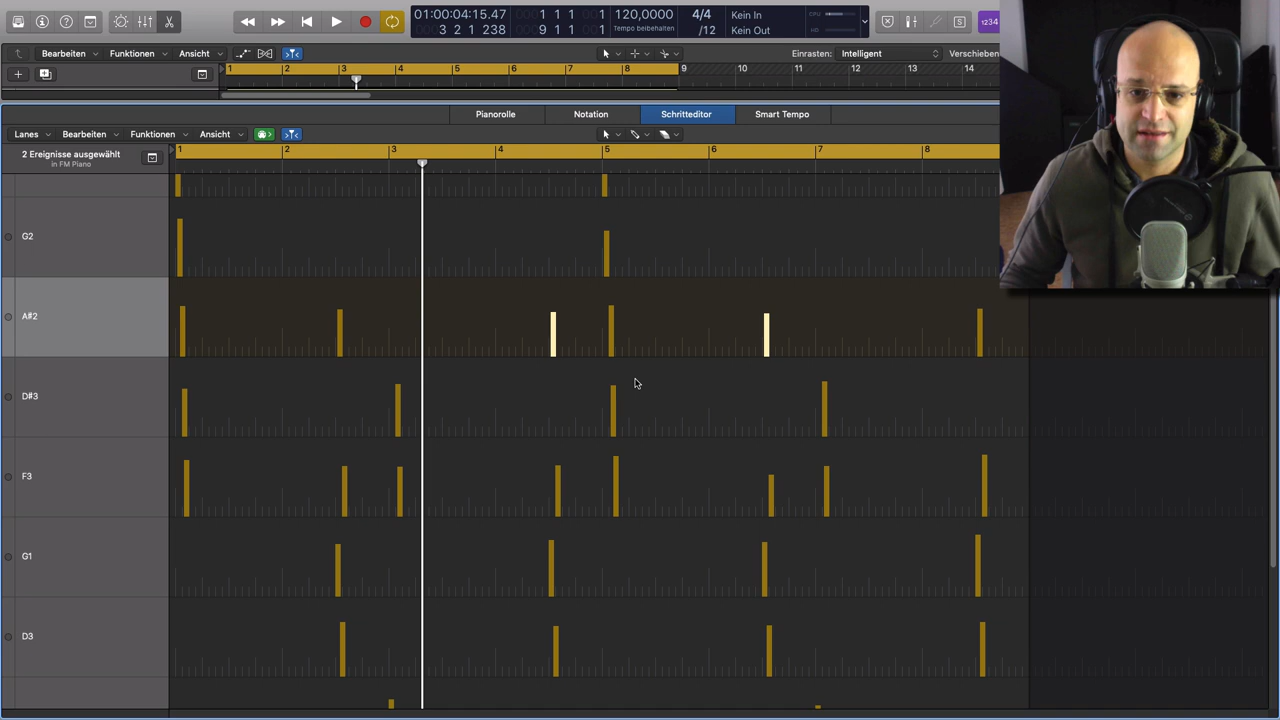 01:00:04:15.47 1 1 1 1 120,0000 4/4 Kein In CPU
3 2 1 238 9 1 1 1 Tempo beibehalten /12 Kein Out HD
1234
Bearbeiten Funktionen Ansicht Einrasten: Intelligent Verschieben
1 2 3 4 5 6 7 8 9 10 11 12 13 14
Pianorolle Notation Schritteditor Smart Tempo
Lanes Bearbeiten Funktionen Ansicht
2 Ereignisse ausgewählt
in FM Piano
1 2 3 4 5 6 7 8
G2
A#2
D#3
F3
G1
D3